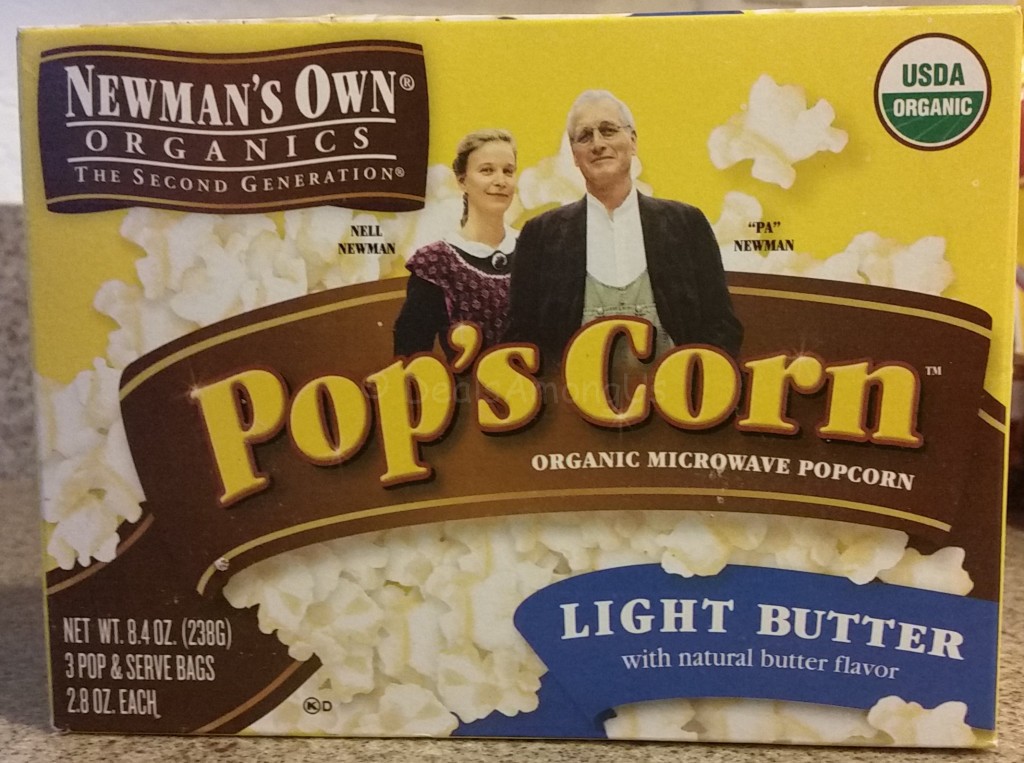 NEWMAN'S OWN®
ORGANICS
THE SECOND GENERATION®
USDA
ORGANIC
NELL
NEWMAN
"PA"
NEWMAN
Pop's Corn™
© DealsAmongUs
ORGANIC MICROWAVE POPCORN
LIGHT BUTTER
with natural butter flavor
NET WT. 8.4 OZ. (238G)
3 POP & SERVE BAGS
2.8 OZ. EACH
K D